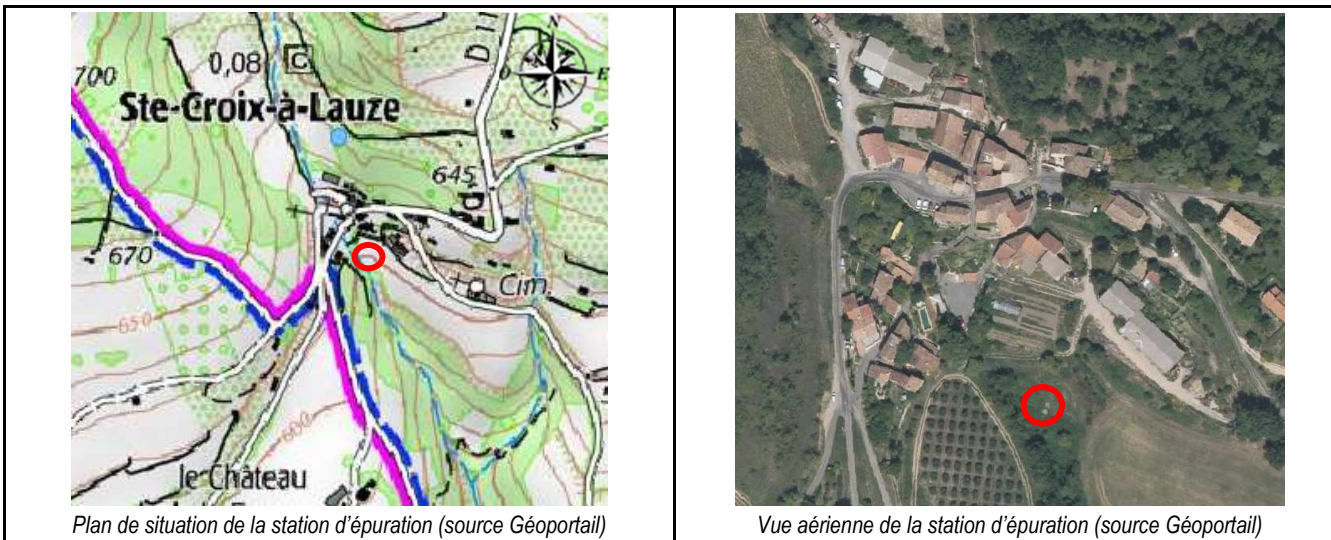 700
0,08 C
D
Ste-Croix-à-Lauze
O E
S
645
D
670
Cim.
650
600
le Château
Plan de situation de la station d'épuration (source Géoportail)
Vue aérienne de la station d'épuration (source Géoportail)